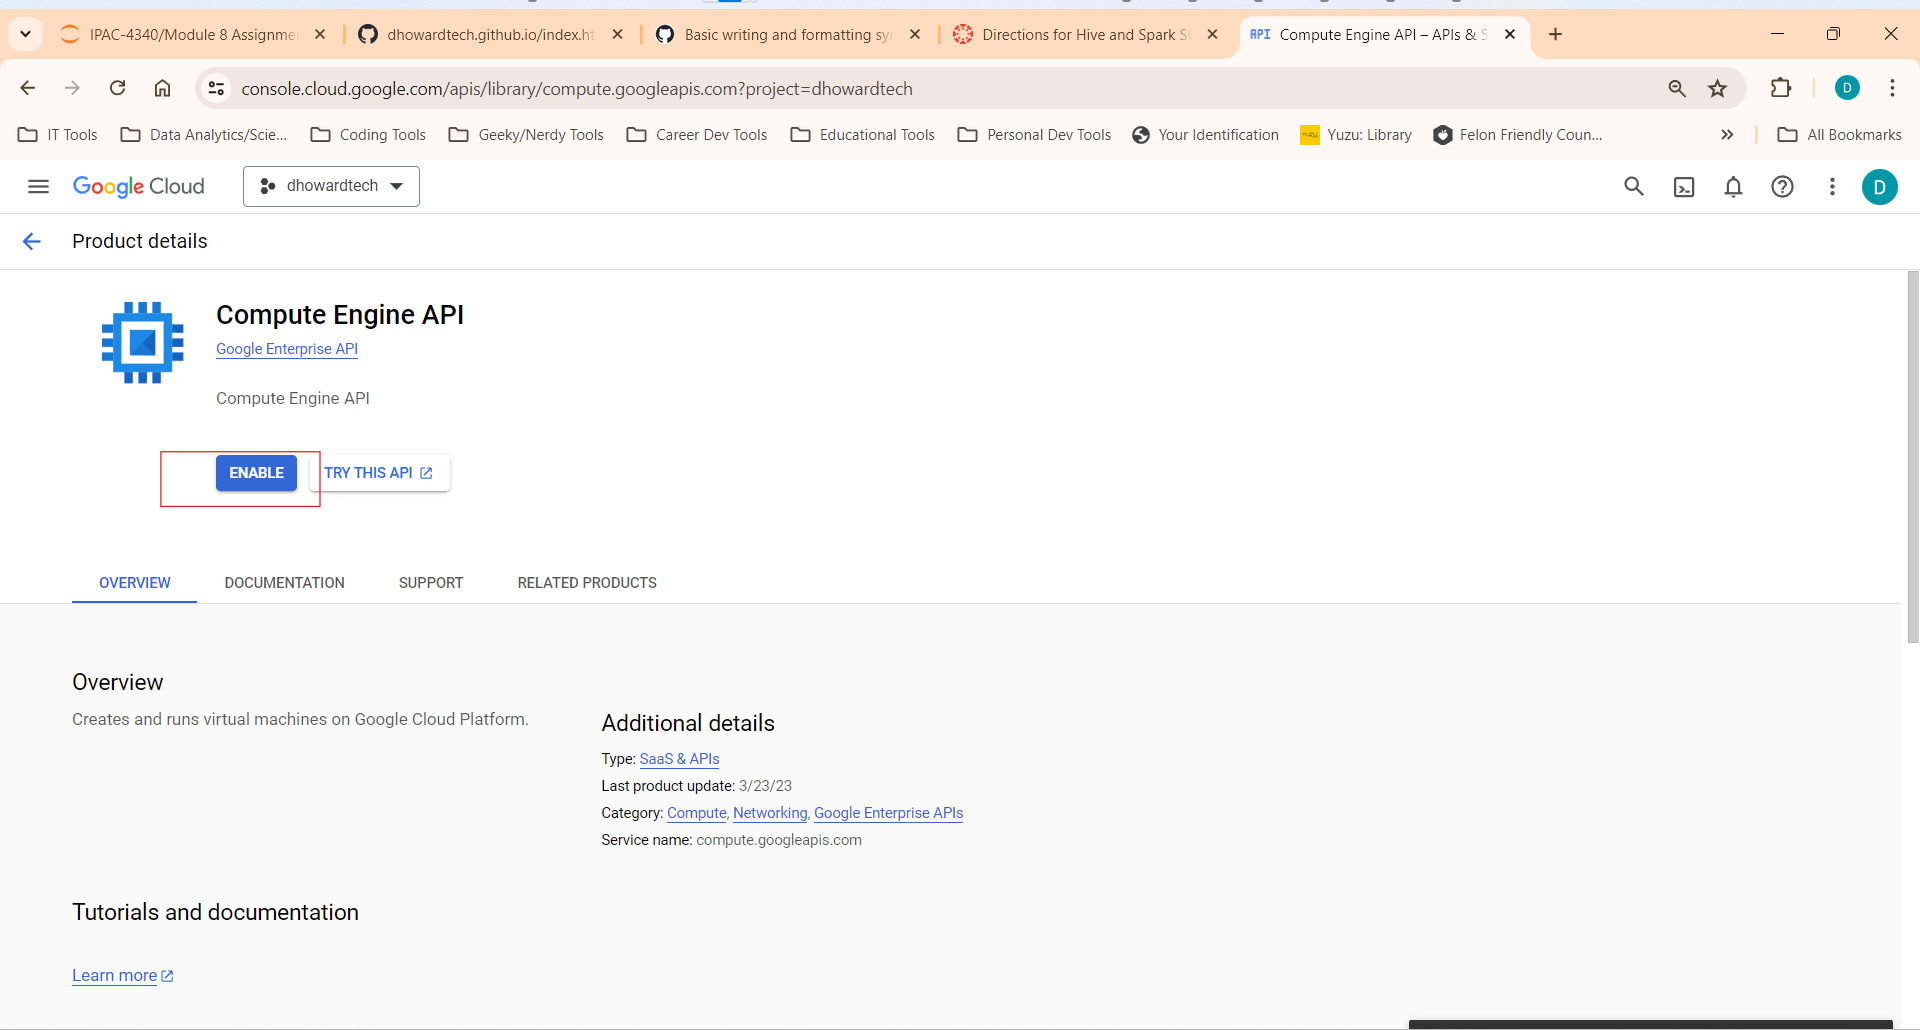 IPAC-4340/Module 8 Assignme
dhowardtech.github.io/index.ht
Basic writing and formatting sy
Directions for Hive and Spark S
API Compute Engine API – APIs & S
console.cloud.google.com/apis/library/compute.googleapis.com?project=dhowardtech
D
IT Tools
Data Analytics/Scie...
Coding Tools
Geeky/Nerdy Tools
Career Dev Tools
Educational Tools
Personal Dev Tools
Your Identification
Yuzu: Library
Felon Friendly Coun...
All Bookmarks
Google Cloud
dhowardtech
D
Product details
Compute Engine API
Google Enterprise API
Compute Engine API
ENABLE
TRY THIS API
OVERVIEW
DOCUMENTATION
SUPPORT
RELATED PRODUCTS
Overview
Creates and runs virtual machines on Google Cloud Platform.
Additional details
Type: SaaS & APIs
Last product update: 3/23/23
Category: Compute, Networking, Google Enterprise APIs
Service name: compute.googleapis.com
Tutorials and documentation
Learn more